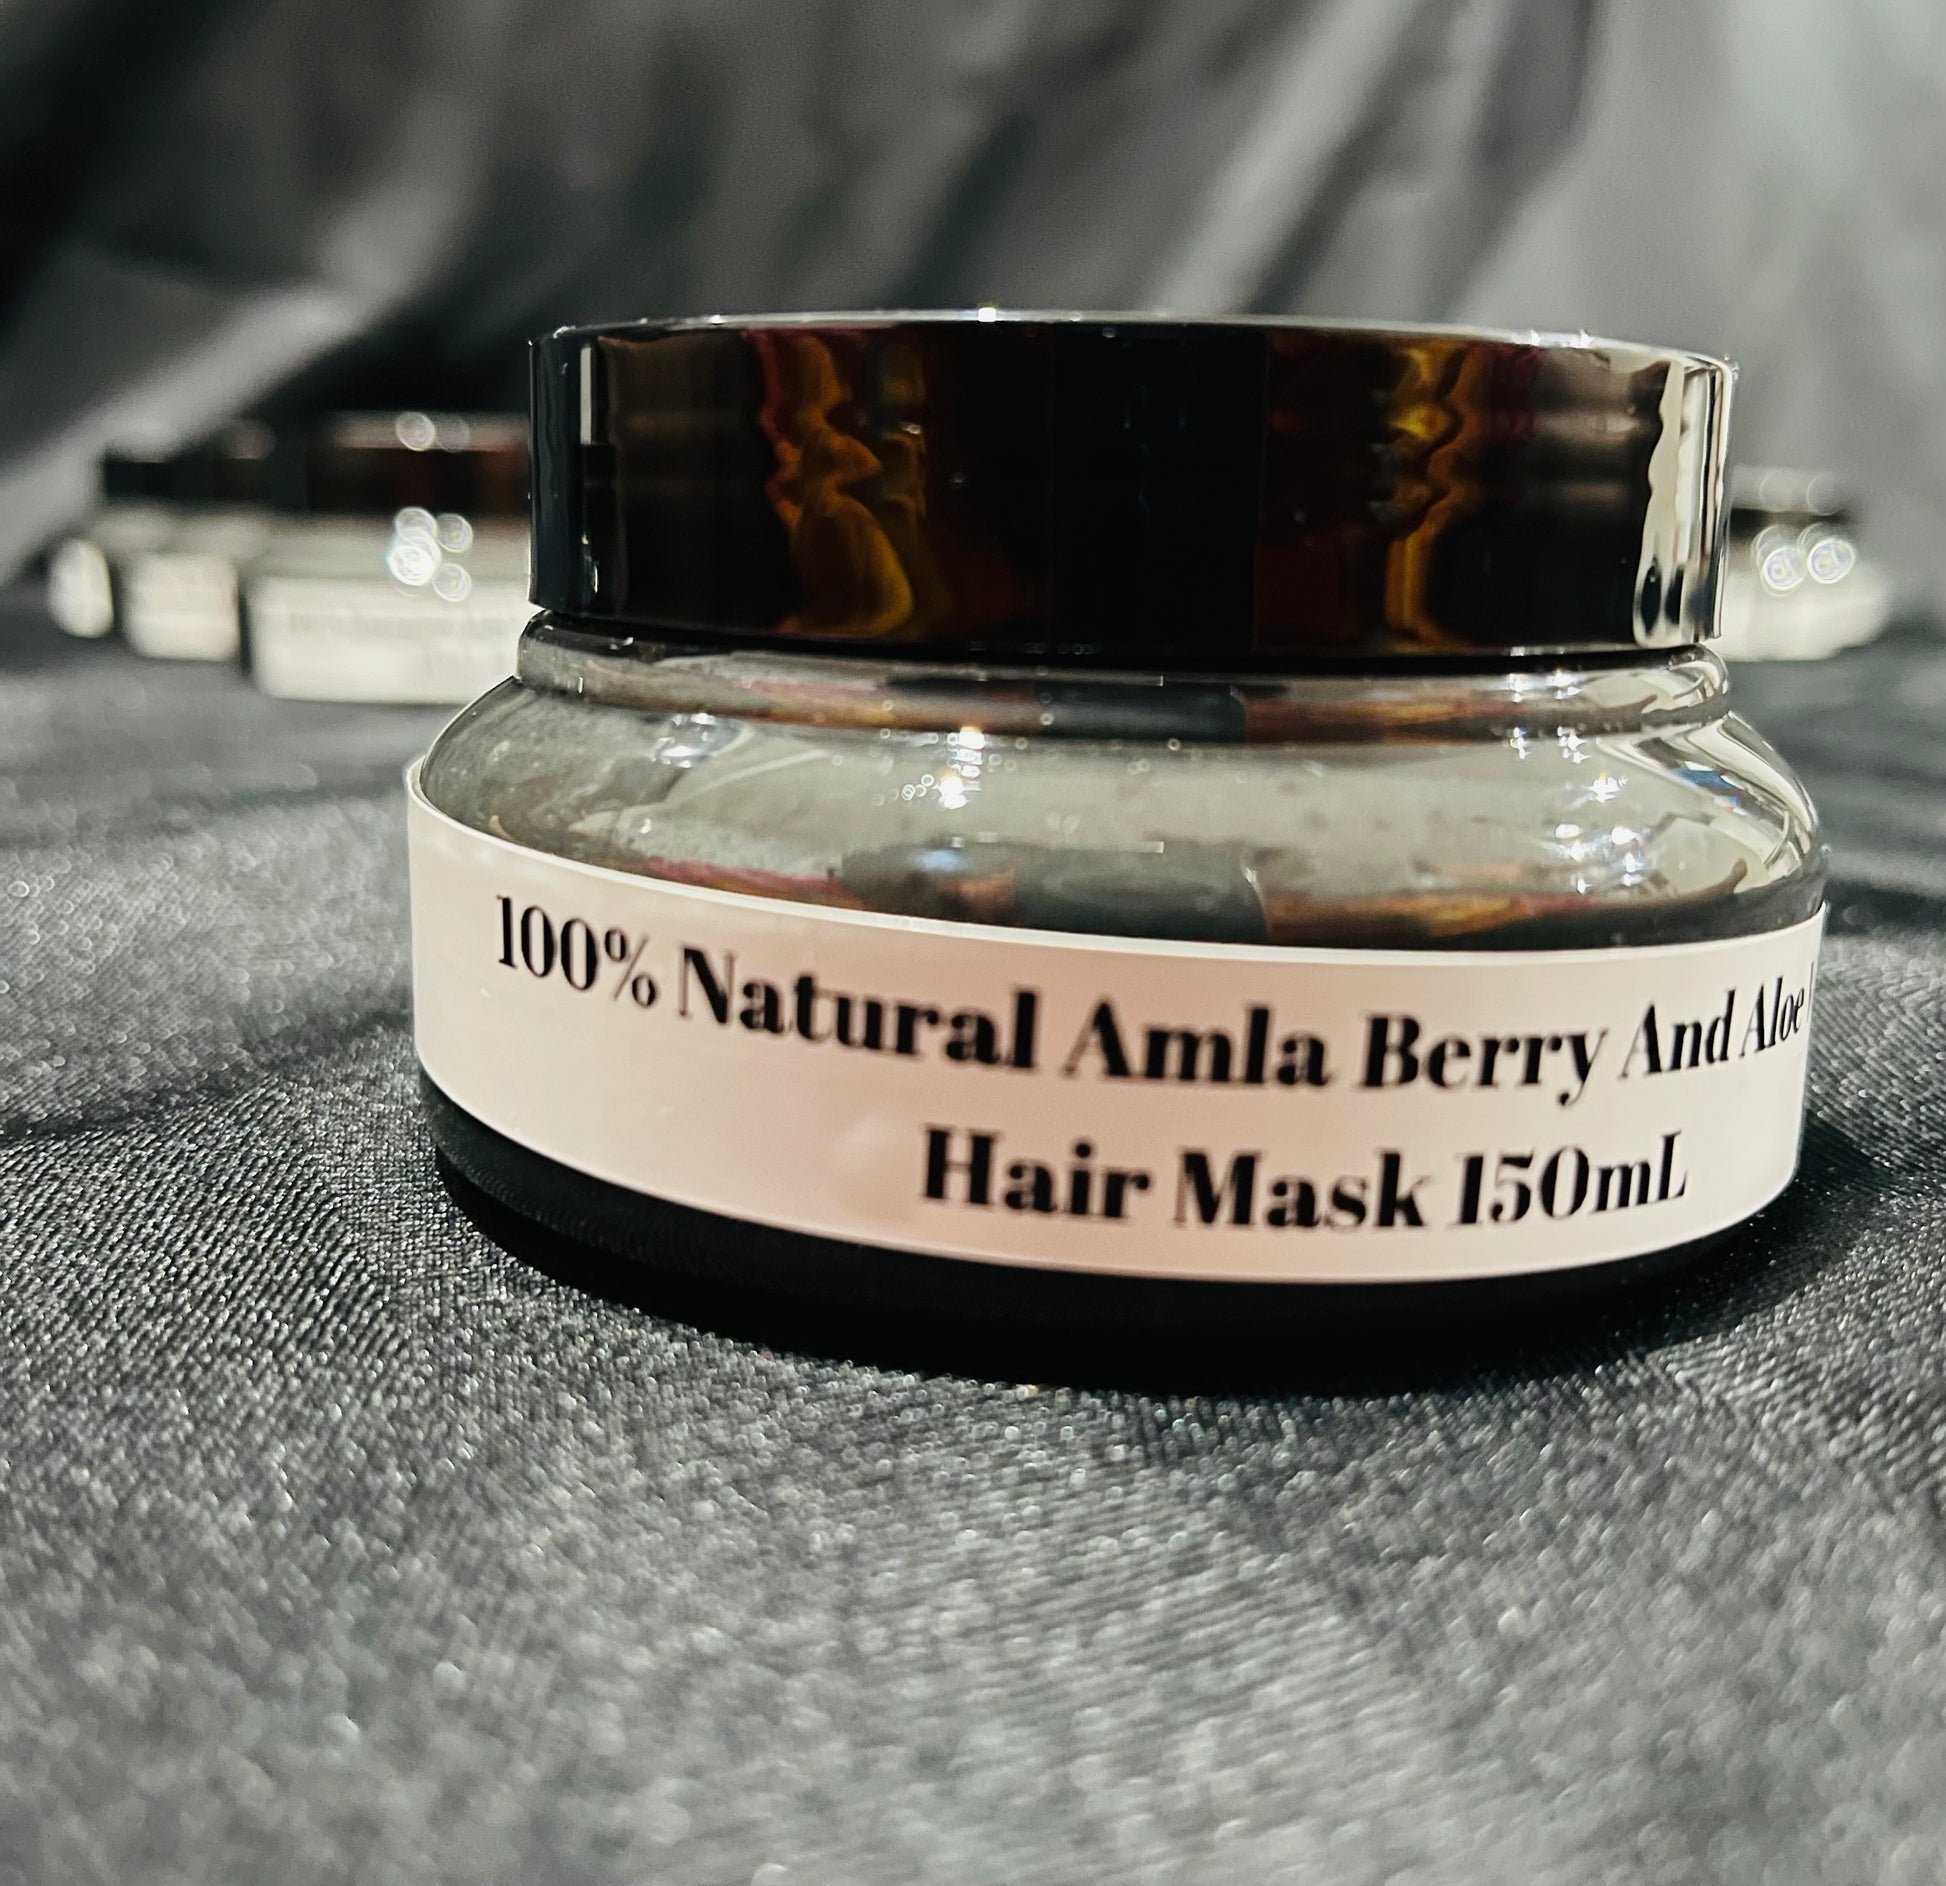 100% Natural Amla Berry And Aloe
Hair Mask 150mL